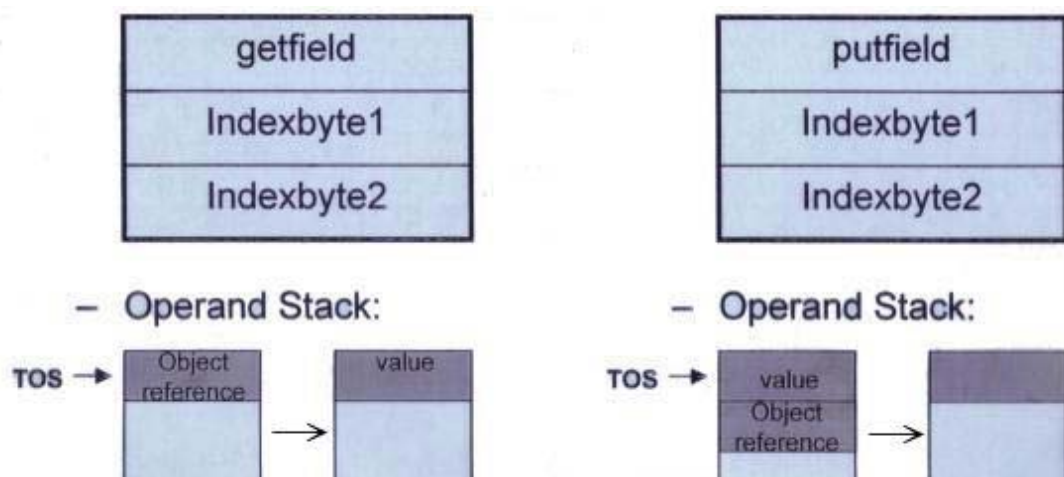 getfield
Indexbyte1
Indexbyte2
– Operand Stack:
TOS
Object
reference
value
putfield
Indexbyte1
Indexbyte2
– Operand Stack:
TOS
value
Object
reference